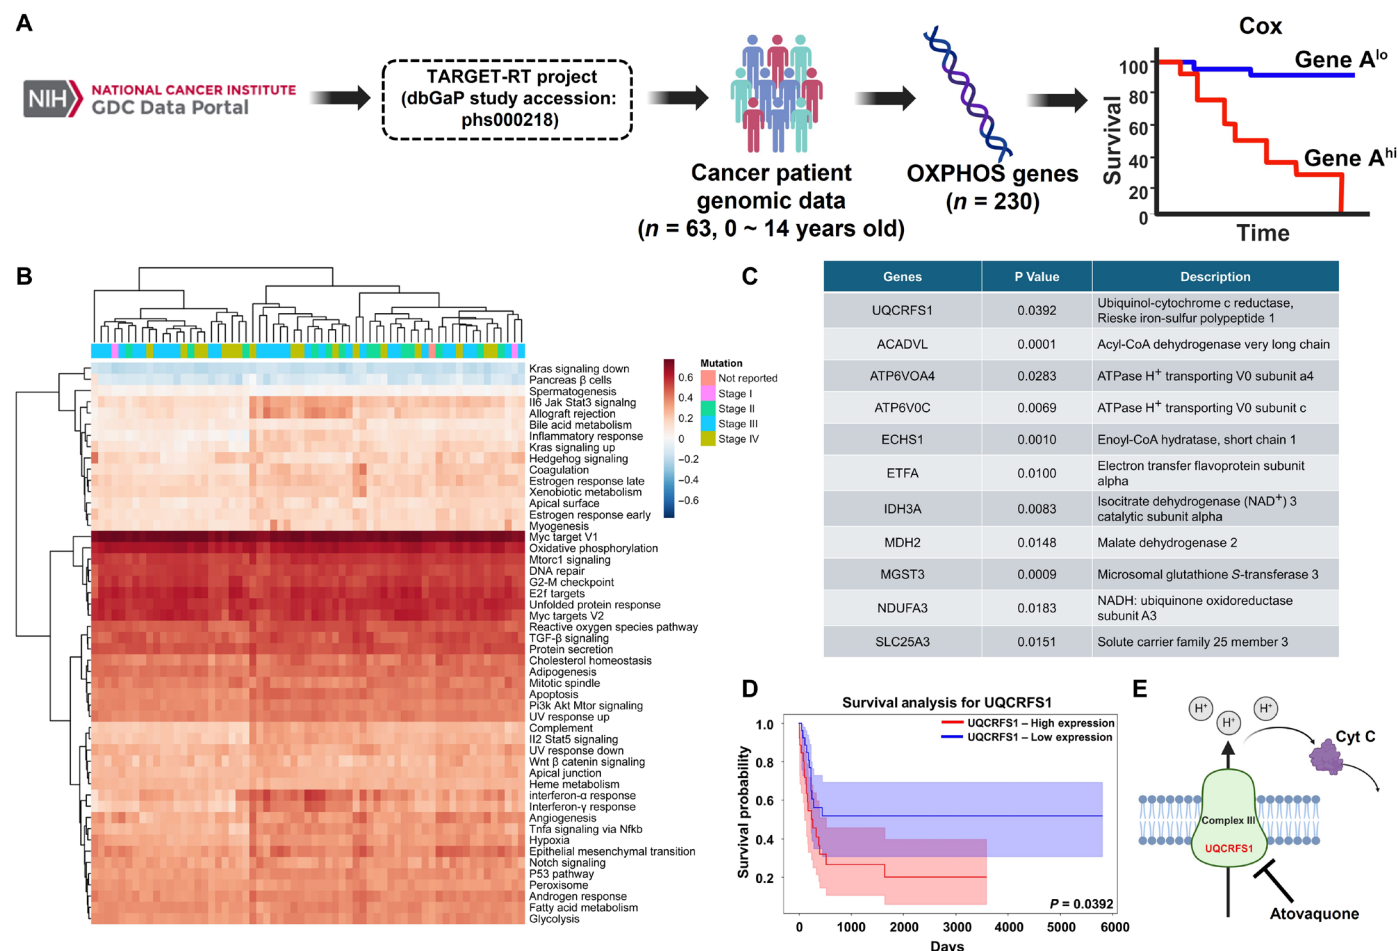 A
NIH
NATIONAL CANCER INSTITUTE
GDC Data Portal
TARGET-RT project
(dbGaP study accession:
phs000218)
Cancer patient
genomic data
(n = 63, 0 ~ 14 years old)
OXPHOS genes
(n = 230)
Cox
Survival
100
80
60
40
20
0
Time
Gene A^lo
Gene A^hi
B
Kras signaling down
Pancreas β cells
Spermatogenesis
Il6 Jak Stat3 signalng
Allograft rejection
Bile acid metabolism
Inflammatory response
Kras signaling up
Hedgehog signaling
Coagulation
Estrogen response late
Xenobiotic metabolism
Apical surface
Estrogen response early
Myogenesis
Myc target V1
Oxidative phosphorylation
Mtorc1 signaling
DNA repair
G2-M checkpoint
E2f targets
Unfolded protein response
Myc targets V2
Reactive oxygen species pathway
TGF-β signaling
Protein secretion
Cholesterol homeostasis
Adipogenesis
Mitotic spindle
Apoptosis
Pi3k Akt Mtor signaling
UV response up
Complement
Il2 Stat5 signaling
UV response down
Wnt β catenin signaling
Apical junction
Heme metabolism
interferon-α response
Interferon-γ response
Angiogenesis
Tnfa signaling via Nfkb
Hypoxia
Epithelial mesenchymal transition
Notch signaling
P53 pathway
Peroxisome
Androgen response
Fatty acid metabolism
Glycolysis
0.6
0.4
0.2
0
−0.2
−0.4
−0.6
Mutation
Not reported
Stage I
Stage II
Stage III
Stage IV
C
Genes P Value Description
UQCRFS1 0.0392 Ubiquinol-cytochrome c reductase,
Rieske iron-sulfur polypeptide 1
ACADVL 0.0001 Acyl-CoA dehydrogenase very long chain
ATP6VOA4 0.0283 ATPase H⁺ transporting V0 subunit a4
ATP6V0C 0.0069 ATPase H⁺ transporting V0 subunit c
ECHS1 0.0010 Enoyl-CoA hydratase, short chain 1
ETFA 0.0100 Electron transfer flavoprotein subunit
alpha
IDH3A 0.0083 Isocitrate dehydrogenase (NAD⁺) 3
catalytic subunit alpha
MDH2 0.0148 Malate dehydrogenase 2
MGST3 0.0009 Microsomal glutathione S-transferase 3
NDUFA3 0.0183 NADH: ubiquinone oxidoreductase
subunit A3
SLC25A3 0.0151 Solute carrier family 25 member 3
D
Survival analysis for UQCRFS1
UQCRFS1 – High expression
UQCRFS1 – Low expression
Survival probability
1.0
0.8
0.6
0.4
0.2
P = 0.0392
0 1000 2000 3000 4000 5000 6000
Days
E
H⁺
H⁺
H⁺
Cyt C
Complex III
UQCRFS1
Atovaquone